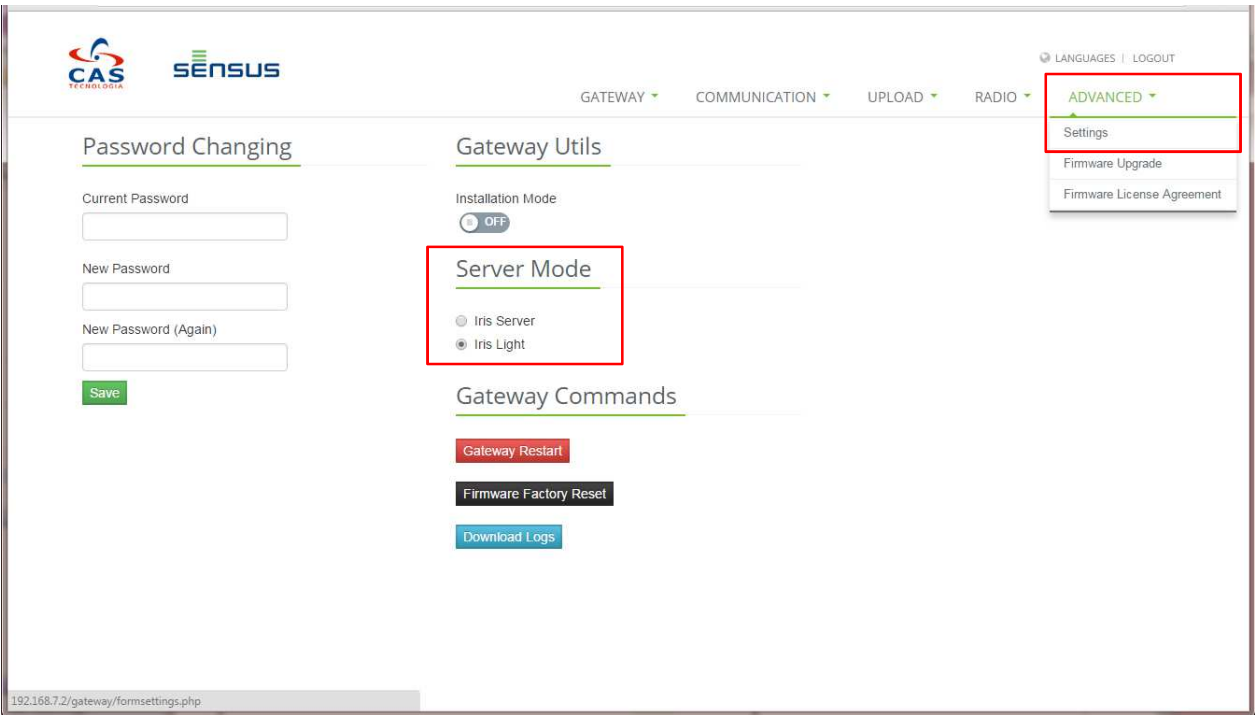 CAS
TECNOLOGIA
sensus
LANGUAGES | LOGOUT
GATEWAY
COMMUNICATION
UPLOAD
RADIO
ADVANCED
Settings
Firmware Upgrade
Firmware License Agreement
Password Changing
Current Password
New Password
New Password (Again)
Save
Gateway Utils
Installation Mode
OFF
Server Mode
Iris Server
Iris Light
Gateway Commands
Gateway Restart
Firmware Factory Reset
Download Logs
192.168.7.2/gateway/formsettings.php